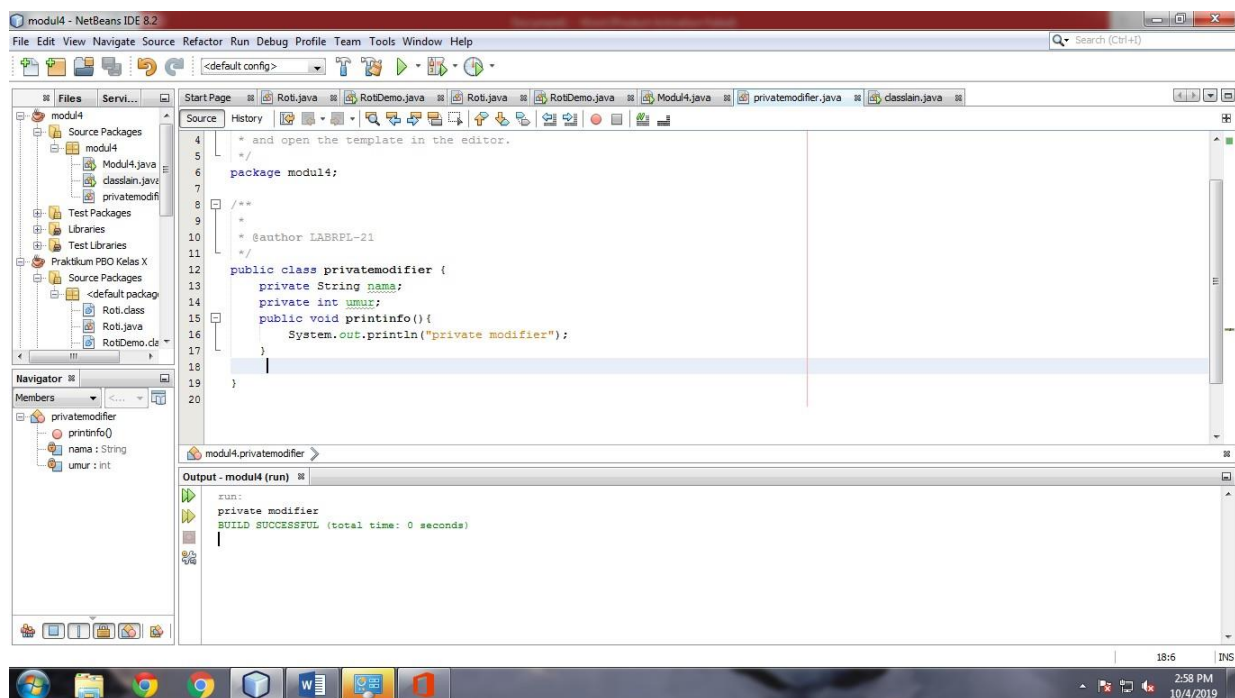 modul4 - NetBeans IDE 8.2
File Edit View Navigate Source Refactor Run Debug Profile Team Tools Window Help
Search (Ctrl+I)
<default config>
Files Servi...
Start Page Roti.java RotiDemo.java Roti.java RotiDemo.java Modul4.java privatemodifier.java classlain.java
Source History
modul4
Source Packages
modul4
Modul4.java
classlain.java
privatemodifi
Test Packages
Libraries
Test Libraries
Praktikum PBO Kelas X
Source Packages
<default packag
Roti.class
Roti.java
RotiDemo.cla
4 * and open the template in the editor.
5 */
6 package modul4;
7
8 /**
9 *
10 * @author LABRPL-21
11 */
12 public class privatemodifier {
13 private String nama;
14 private int umur;
15 public void printinfo(){
16 System.out.println("private modifier");
17 }
18
19 }
20
Navigator
Members <...
privatemodifier
printinfo()
nama : String
umur : int
modul4.privatemodifier
Output - modul4 (run)
run:
private modifier
BUILD SUCCESSFUL (total time: 0 seconds)
18:6 INS
2:58 PM
10/4/2019